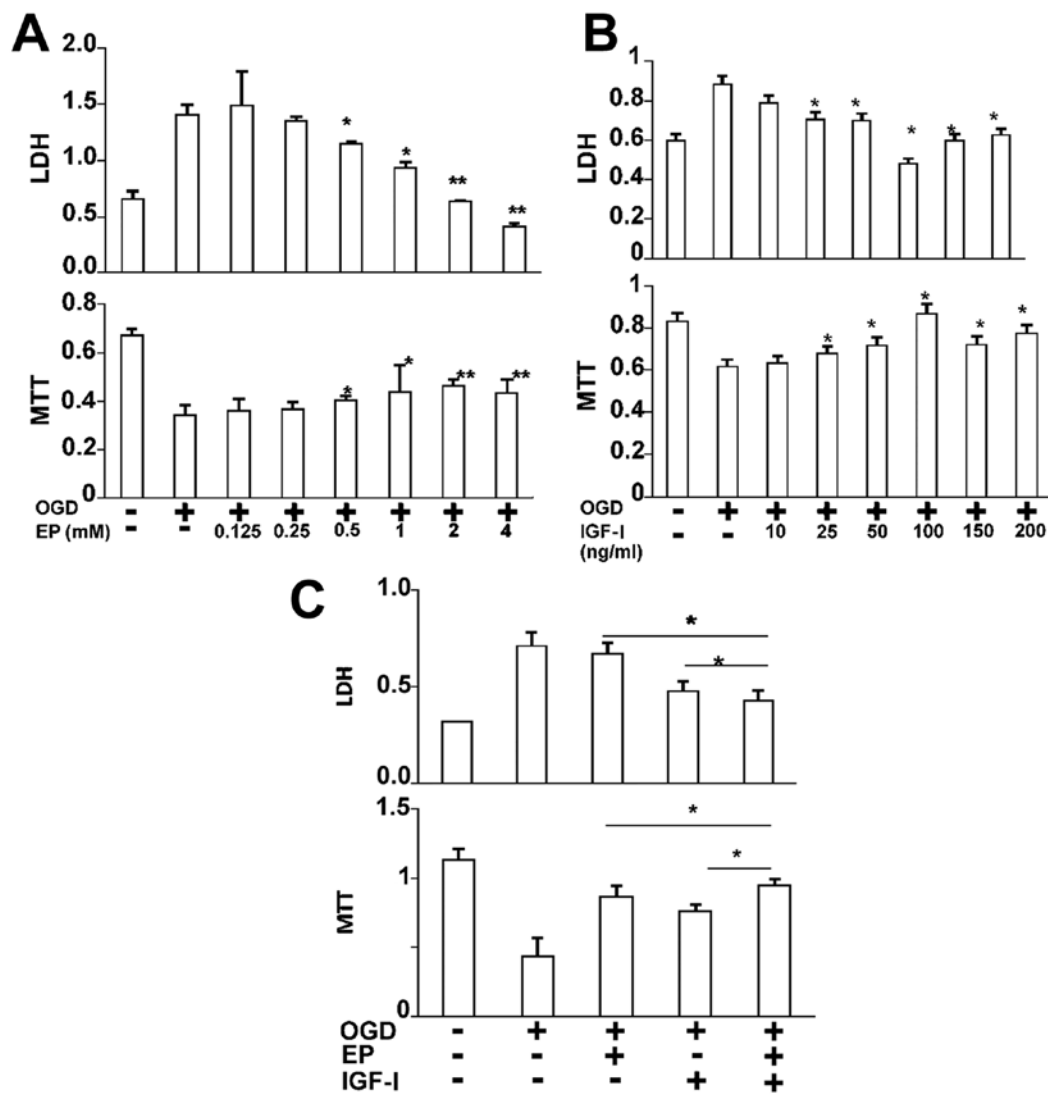 A
LDH
2.0
1.5
1.0
0.5
0.0
* * ** **
MTT
0.8
0.6
0.4
0.2
0
* * ** **
OGD - + + + + + + +
EP (mM) - - 0.125 0.25 0.5 1 2 4
B
LDH
1
0.8
0.6
0.4
0.2
0
* * * * *
MTT
1
0.8
0.6
0.4
0.2
0
* * * * *
OGD - + + + + + + +
IGF-I - - 10 25 50 100 150 200
(ng/ml)
C
LDH
1.0
0.5
0.0
*
*
MTT
1.5
1
0
*
*
OGD - + + + +
EP - - + - +
IGF-I - - - + +